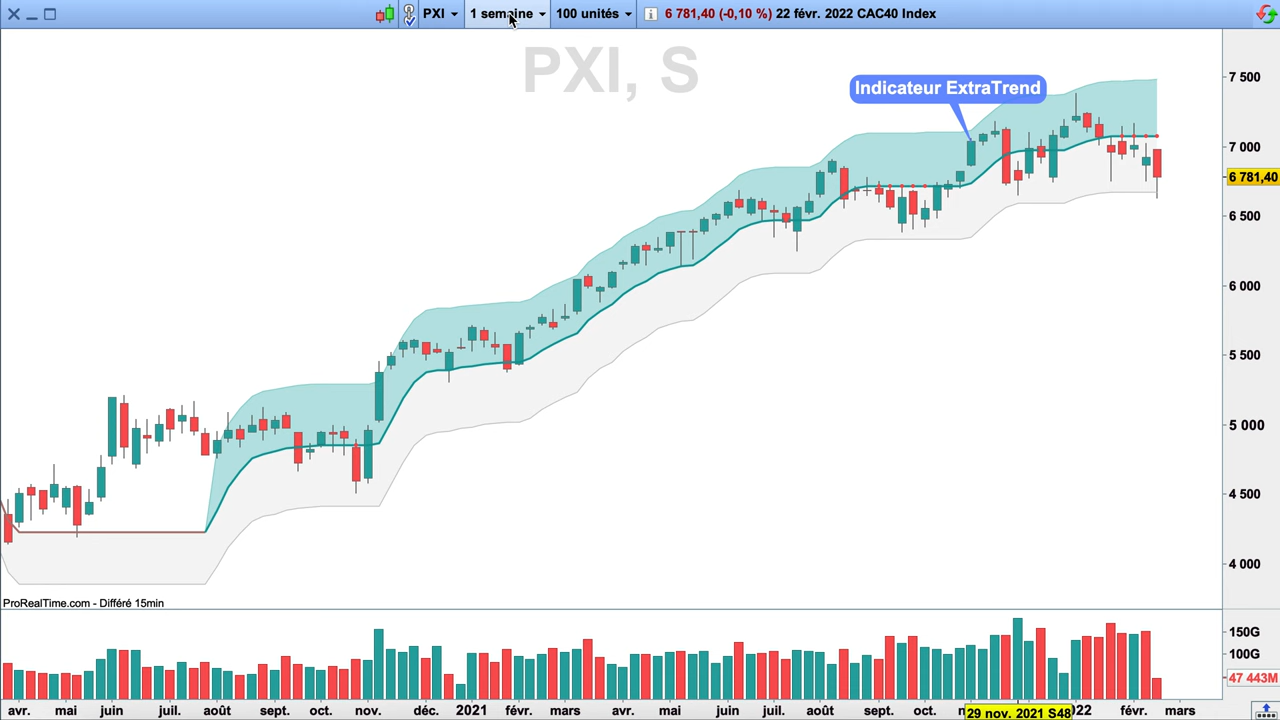 PXI
1 semaine
100 unités
6 781,40 (-0,10 %) 22 févr. 2022 CAC40 Index
PXI, S
Indicateur ExtraTrend
7 500
7 000
6 781,40
6 500
6 000
5 500
5 000
4 500
4 000
ProRealTime.com - Différé 15min
150G
100G
47 443M
avr. mai juin juil. août sept. oct. nov. déc. 2021 févr. mars avr. mai juin juil. août sept. oct. n 22 févr. mars
29 nov. 2021 S48